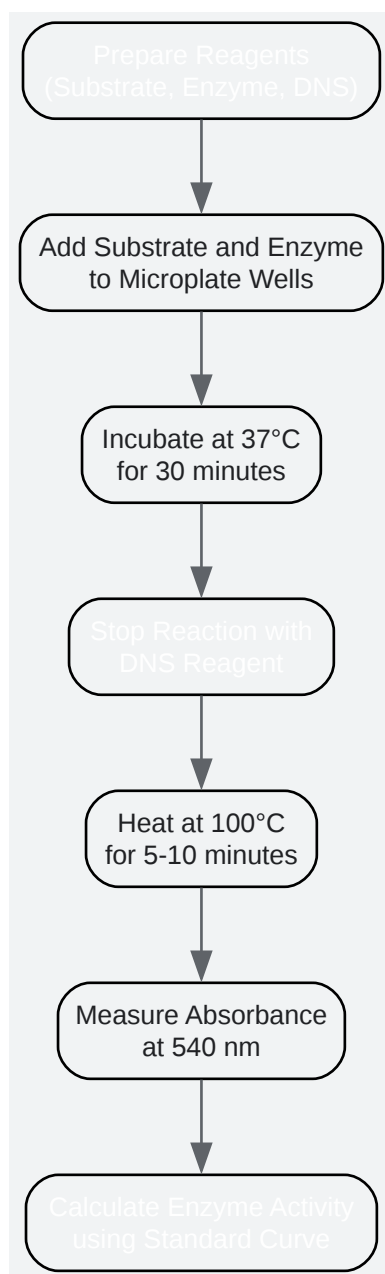 Prepare Reagents
(Substrate, Enzyme, DNS)
Add Substrate and Enzyme
to Microplate Wells
Incubate at 37°C
for 30 minutes
Stop Reaction with
DNS Reagent
Heat at 100°C
for 5-10 minutes
Measure Absorbance
at 540 nm
Calculate Enzyme Activity
using Standard Curve